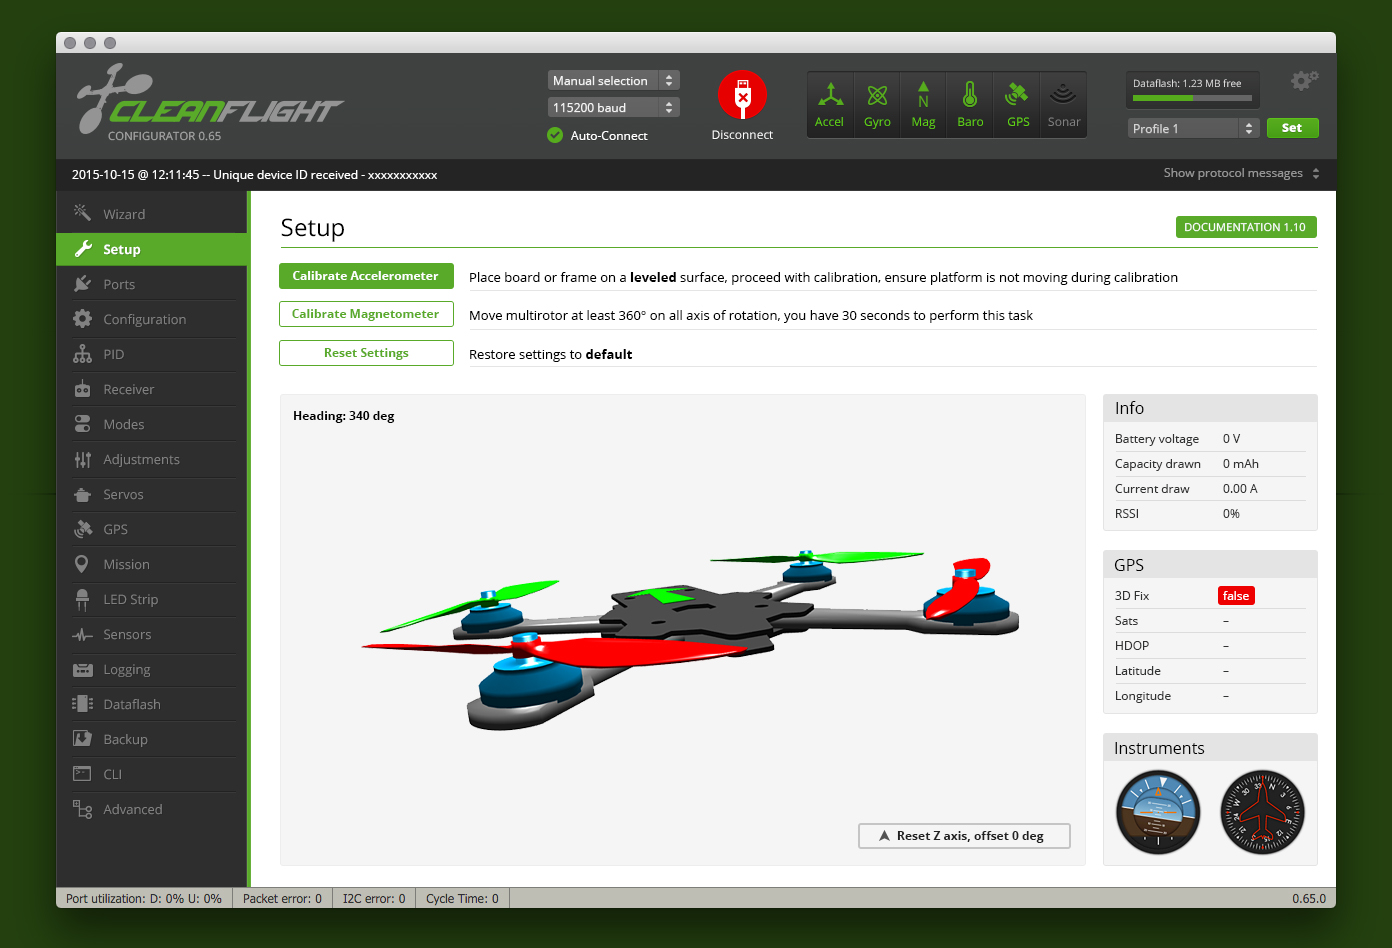 CLEANFLIGHT
CONFIGURATOR 0.65
Manual selection
115200 baud
Auto-Connect
Disconnect
Accel
Gyro
N
Mag
Baro
GPS
Sonar
Dataflash: 1.23 MB free
Profile 1
Set
2015-10-15 @ 12:11:45 -- Unique device ID received - xxxxxxxxxxx
Show protocol messages
Wizard
Setup
Ports
Configuration
PID
Receiver
Modes
Adjustments
Servos
GPS
Mission
LED Strip
Sensors
Logging
Dataflash
Backup
CLI
Advanced
Setup
DOCUMENTATION 1.10
Calibrate Accelerometer
Place board or frame on a leveled surface, proceed with calibration, ensure platform is not moving during calibration
Calibrate Magnetometer
Move multirotor at least 360° on all axis of rotation, you have 30 seconds to perform this task
Reset Settings
Restore settings to default
Heading: 340 deg
Reset Z axis, offset 0 deg
Info
Battery voltage 0 V
Capacity drawn 0 mAh
Current draw 0.00 A
RSSI 0%
GPS
3D Fix false
Sats –
HDOP –
Latitude –
Longitude –
Instruments
N 3 6 E 12 15 S 21 24 W 30 33
Port utilization: D: 0% U: 0%
Packet error: 0
I2C error: 0
Cycle Time: 0
0.65.0